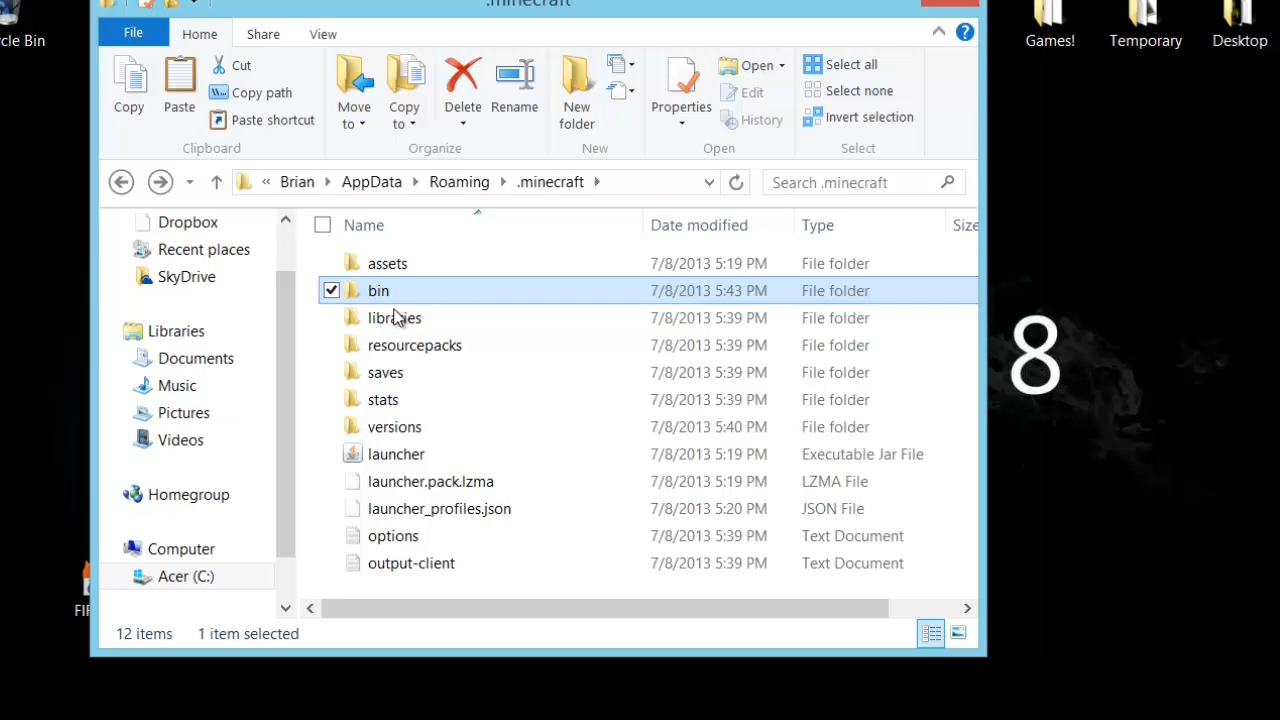 .minecraft
cle Bin
Games!
Temporary
Desktop
File
Home
Share
View
Copy
Paste
Cut
Copy path
Paste shortcut
Clipboard
Move to
Copy to
Delete
Rename
Organize
New folder
New
Properties
Open
Edit
History
Open
Select all
Select none
Invert selection
Select
« Brian AppData Roaming .minecraft
Search .minecraft
Dropbox
Recent places
SkyDrive
Libraries
Documents
Music
Pictures
Videos
Homegroup
Computer
Acer (C:)
Name Date modified Type Size
assets 7/8/2013 5:19 PM File folder
bin 7/8/2013 5:43 PM File folder
libraries 7/8/2013 5:39 PM File folder
resourcepacks 7/8/2013 5:39 PM File folder
saves 7/8/2013 5:39 PM File folder
stats 7/8/2013 5:39 PM File folder
versions 7/8/2013 5:40 PM File folder
launcher 7/8/2013 5:19 PM Executable Jar File
launcher.pack.lzma 7/8/2013 5:19 PM LZMA File
launcher_profiles.json 7/8/2013 5:20 PM JSON File
options 7/8/2013 5:39 PM Text Document
output-client 7/8/2013 5:39 PM Text Document
12 items 1 item selected
8
FI